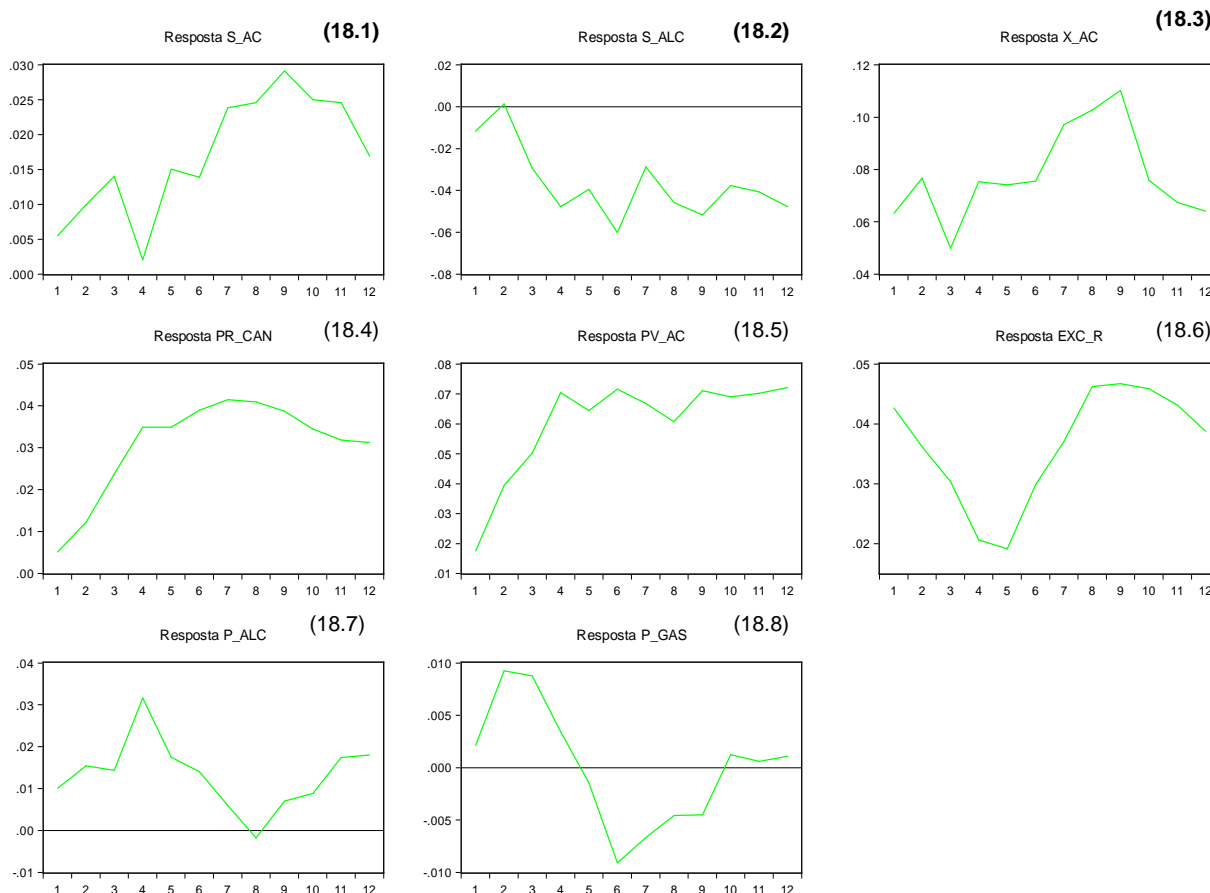 Resposta S_AC (18.1)
.030
.025
.020
.015
.010
.005
.000
1 2 3 4 5 6 7 8 9 10 11 12
Resposta S_ALC (18.2)
.02
.00
-.02
-.04
-.06
-.08
1 2 3 4 5 6 7 8 9 10 11 12
Resposta X_AC (18.3)
.12
.10
.08
.06
.04
1 2 3 4 5 6 7 8 9 10 11 12
Resposta PR_CAN (18.4)
.05
.04
.03
.02
.01
.00
1 2 3 4 5 6 7 8 9 10 11 12
Resposta PV_AC (18.5)
.08
.07
.06
.05
.04
.03
.02
.01
1 2 3 4 5 6 7 8 9 10 11 12
Resposta EXC_R (18.6)
.05
.04
.03
.02
1 2 3 4 5 6 7 8 9 10 11 12
Resposta P_ALC (18.7)
.04
.03
.02
.01
.00
-.01
1 2 3 4 5 6 7 8 9 10 11 12
Resposta P_GAS (18.8)
.010
.005
.000
-.005
-.010
1 2 3 4 5 6 7 8 9 10 11 12